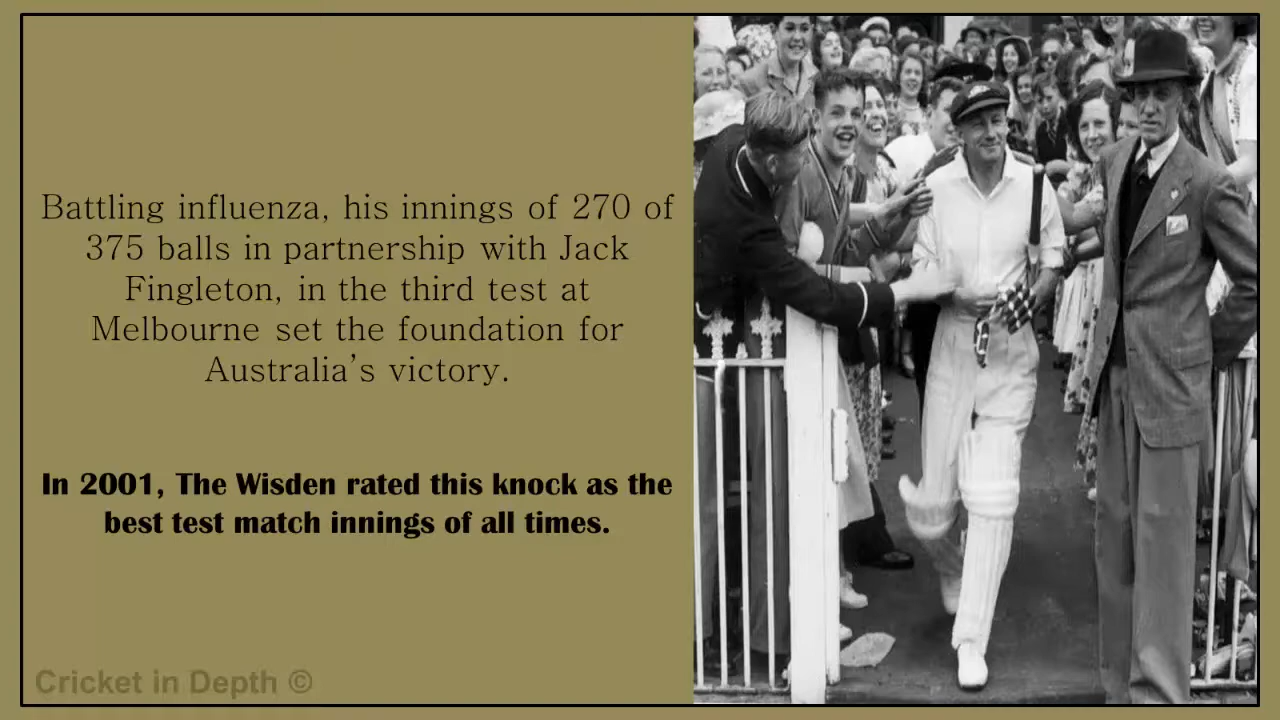 Battling influenza, his innings of 270 of
375 balls in partnership with Jack
Fingleton, in the third test at
Melbourne set the foundation for
Australia’s victory.
In 2001, The Wisden rated this knock as the
best test match innings of all times.
Cricket in Depth ©